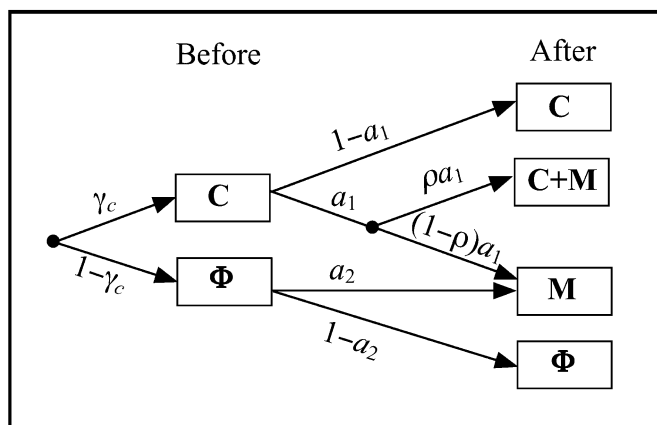 Before
After
C
1−a₁
ρa₁
C+M
γc
C
a₁
(1−ρ)a₁
1−γc
Φ
a₂
M
1−a₂
Φ